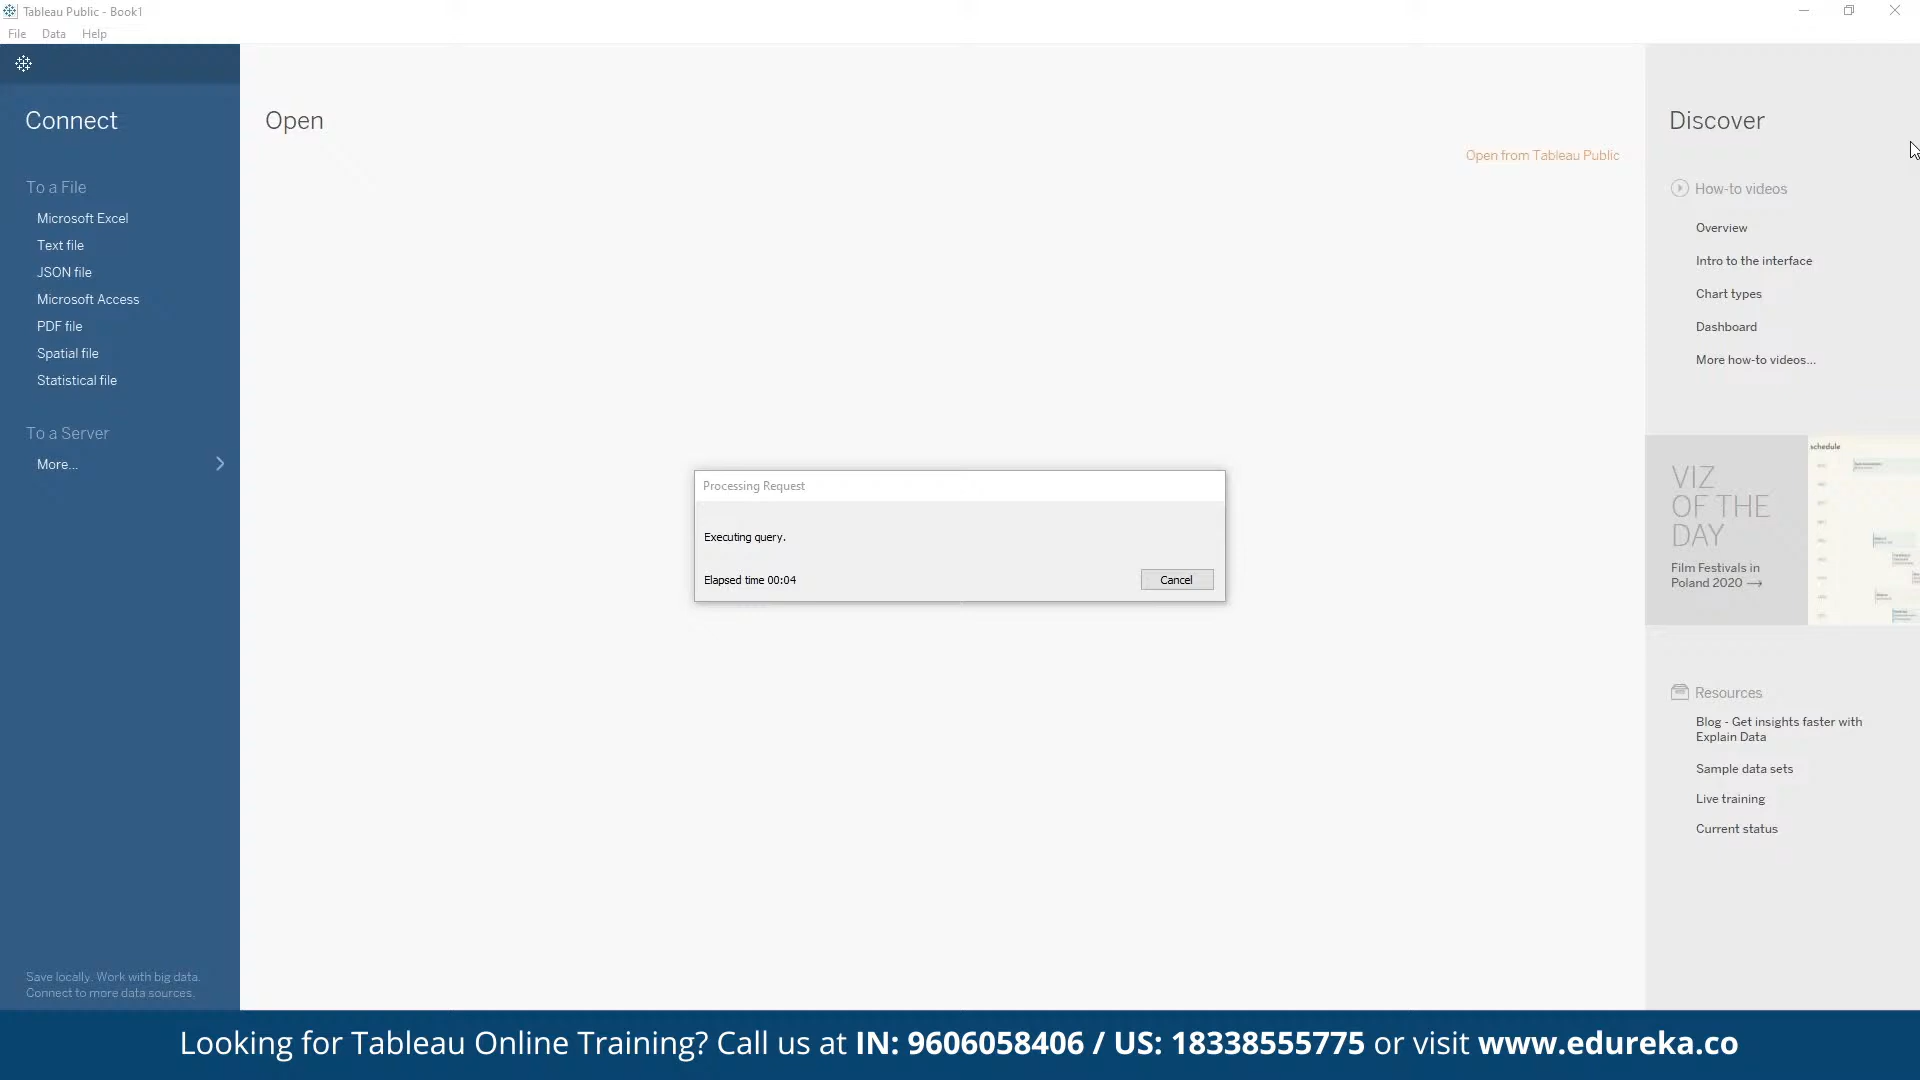 Tableau Public - Book1
File Data Help
Connect
To a File
Microsoft Excel
Text file
JSON file
Microsoft Access
PDF file
Spatial file
Statistical file
To a Server
More...
Save locally. Work with big data.
Connect to more data sources.
Open
Open from Tableau Public
Processing Request
Executing query.
Elapsed time 00:04
Cancel
Discover
How-to videos
Overview
Intro to the interface
Chart types
Dashboard
More how-to videos...
VIZ
OF THE
DAY
Film Festivals in
Poland 2020 →
schedule
Resources
Blog - Get insights faster with
Explain Data
Sample data sets
Live training
Current status
Looking for Tableau Online Training? Call us at IN: 9606058406 / US: 18338555775 or visit www.edureka.co